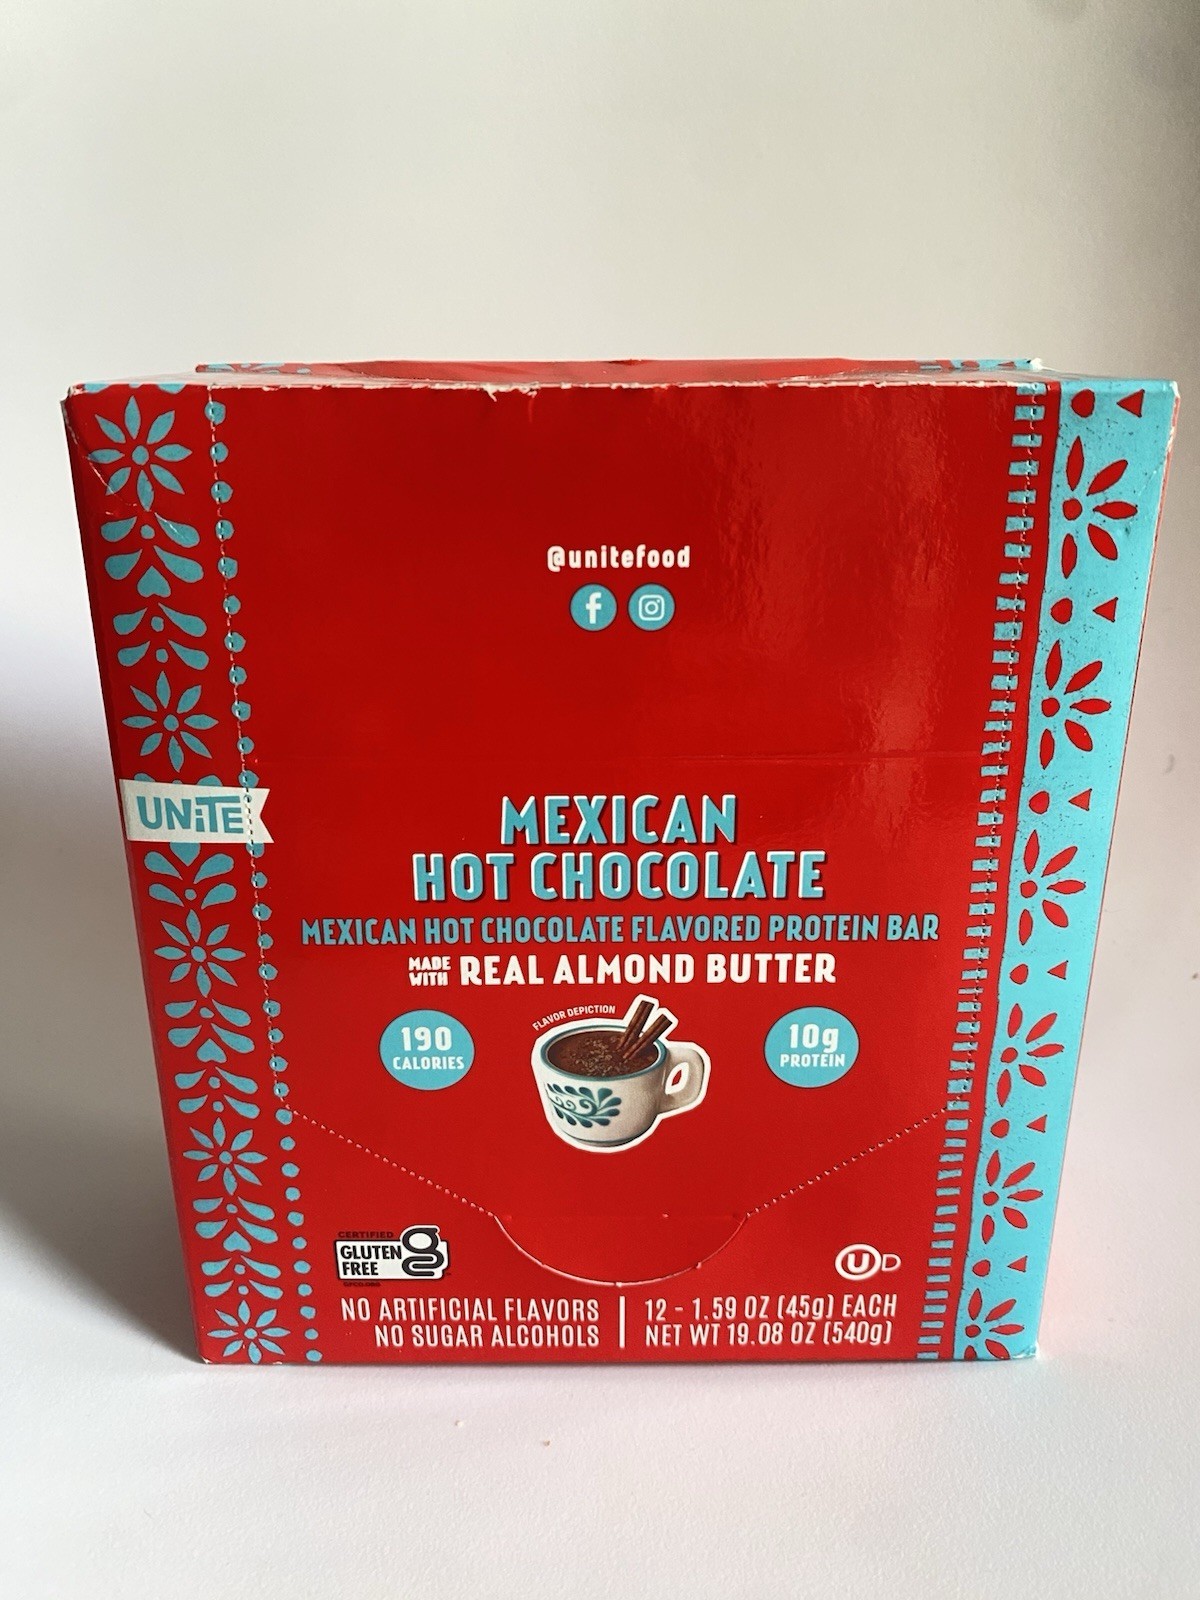 @unitefood
UNiTE
MEXICAN
HOT CHOCOLATE
MEXICAN HOT CHOCOLATE FLAVORED PROTEIN BAR
MADE WITH REAL ALMOND BUTTER
190
CALORIES
FLAVOR DEPICTION
10g
PROTEIN
CERTIFIED
GLUTEN
FREE
GFCO.ORG
U D
NO ARTIFICIAL FLAVORS
NO SUGAR ALCOHOLS
12 - 1.59 OZ (45g) EACH
NET WT 19.08 OZ (540g)